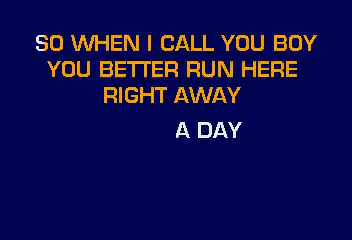 SO WHEN I CALL YOU BOY
YOU BETTER RUN HERE
RIGHT AWAY
A DAY